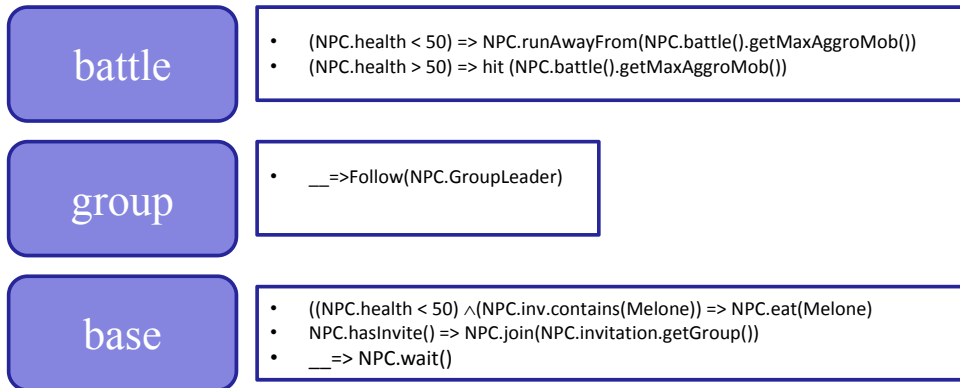 battle
• (NPC.health < 50) => NPC.runAwayFrom(NPC.battle().getMaxAggroMob())
• (NPC.health > 50) => hit (NPC.battle().getMaxAggroMob())
group
• __=>Follow(NPC.GroupLeader)
base
• ((NPC.health < 50) ∧(NPC.inv.contains(Melone)) => NPC.eat(Melone)
• NPC.hasInvite() => NPC.join(NPC.invitation.getGroup())
• __=> NPC.wait()